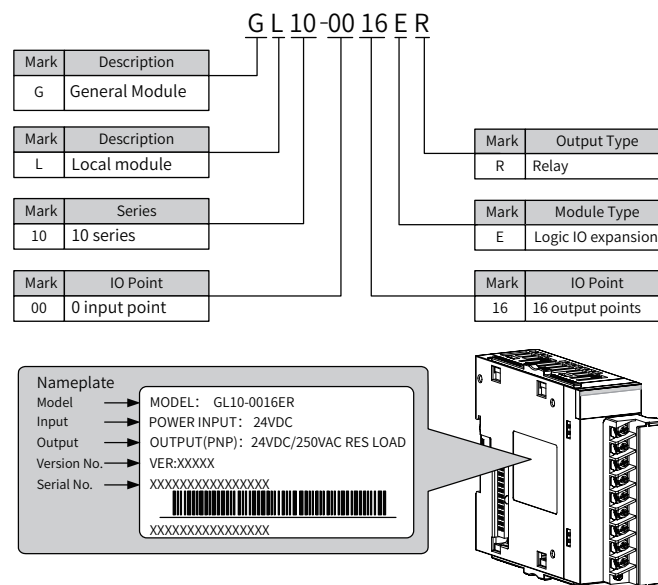 GL10-0016ER
Mark Description
G General Module
Mark Description
L Local module
Mark Series
10 10 series
Mark IO Point
00 0 input point
Mark Output Type
R Relay
Mark Module Type
E Logic IO expansion
Mark IO Point
16 16 output points
Nameplate
Model
Input
Output
Version No.
Serial No.
MODEL: GL10-0016ER
POWER INPUT: 24VDC
OUTPUT(PNP): 24VDC/250VAC RES LOAD
VER:XXXXX
XXXXXXXXXXXXXXXX
XXXXXXXXXXXXXXXX